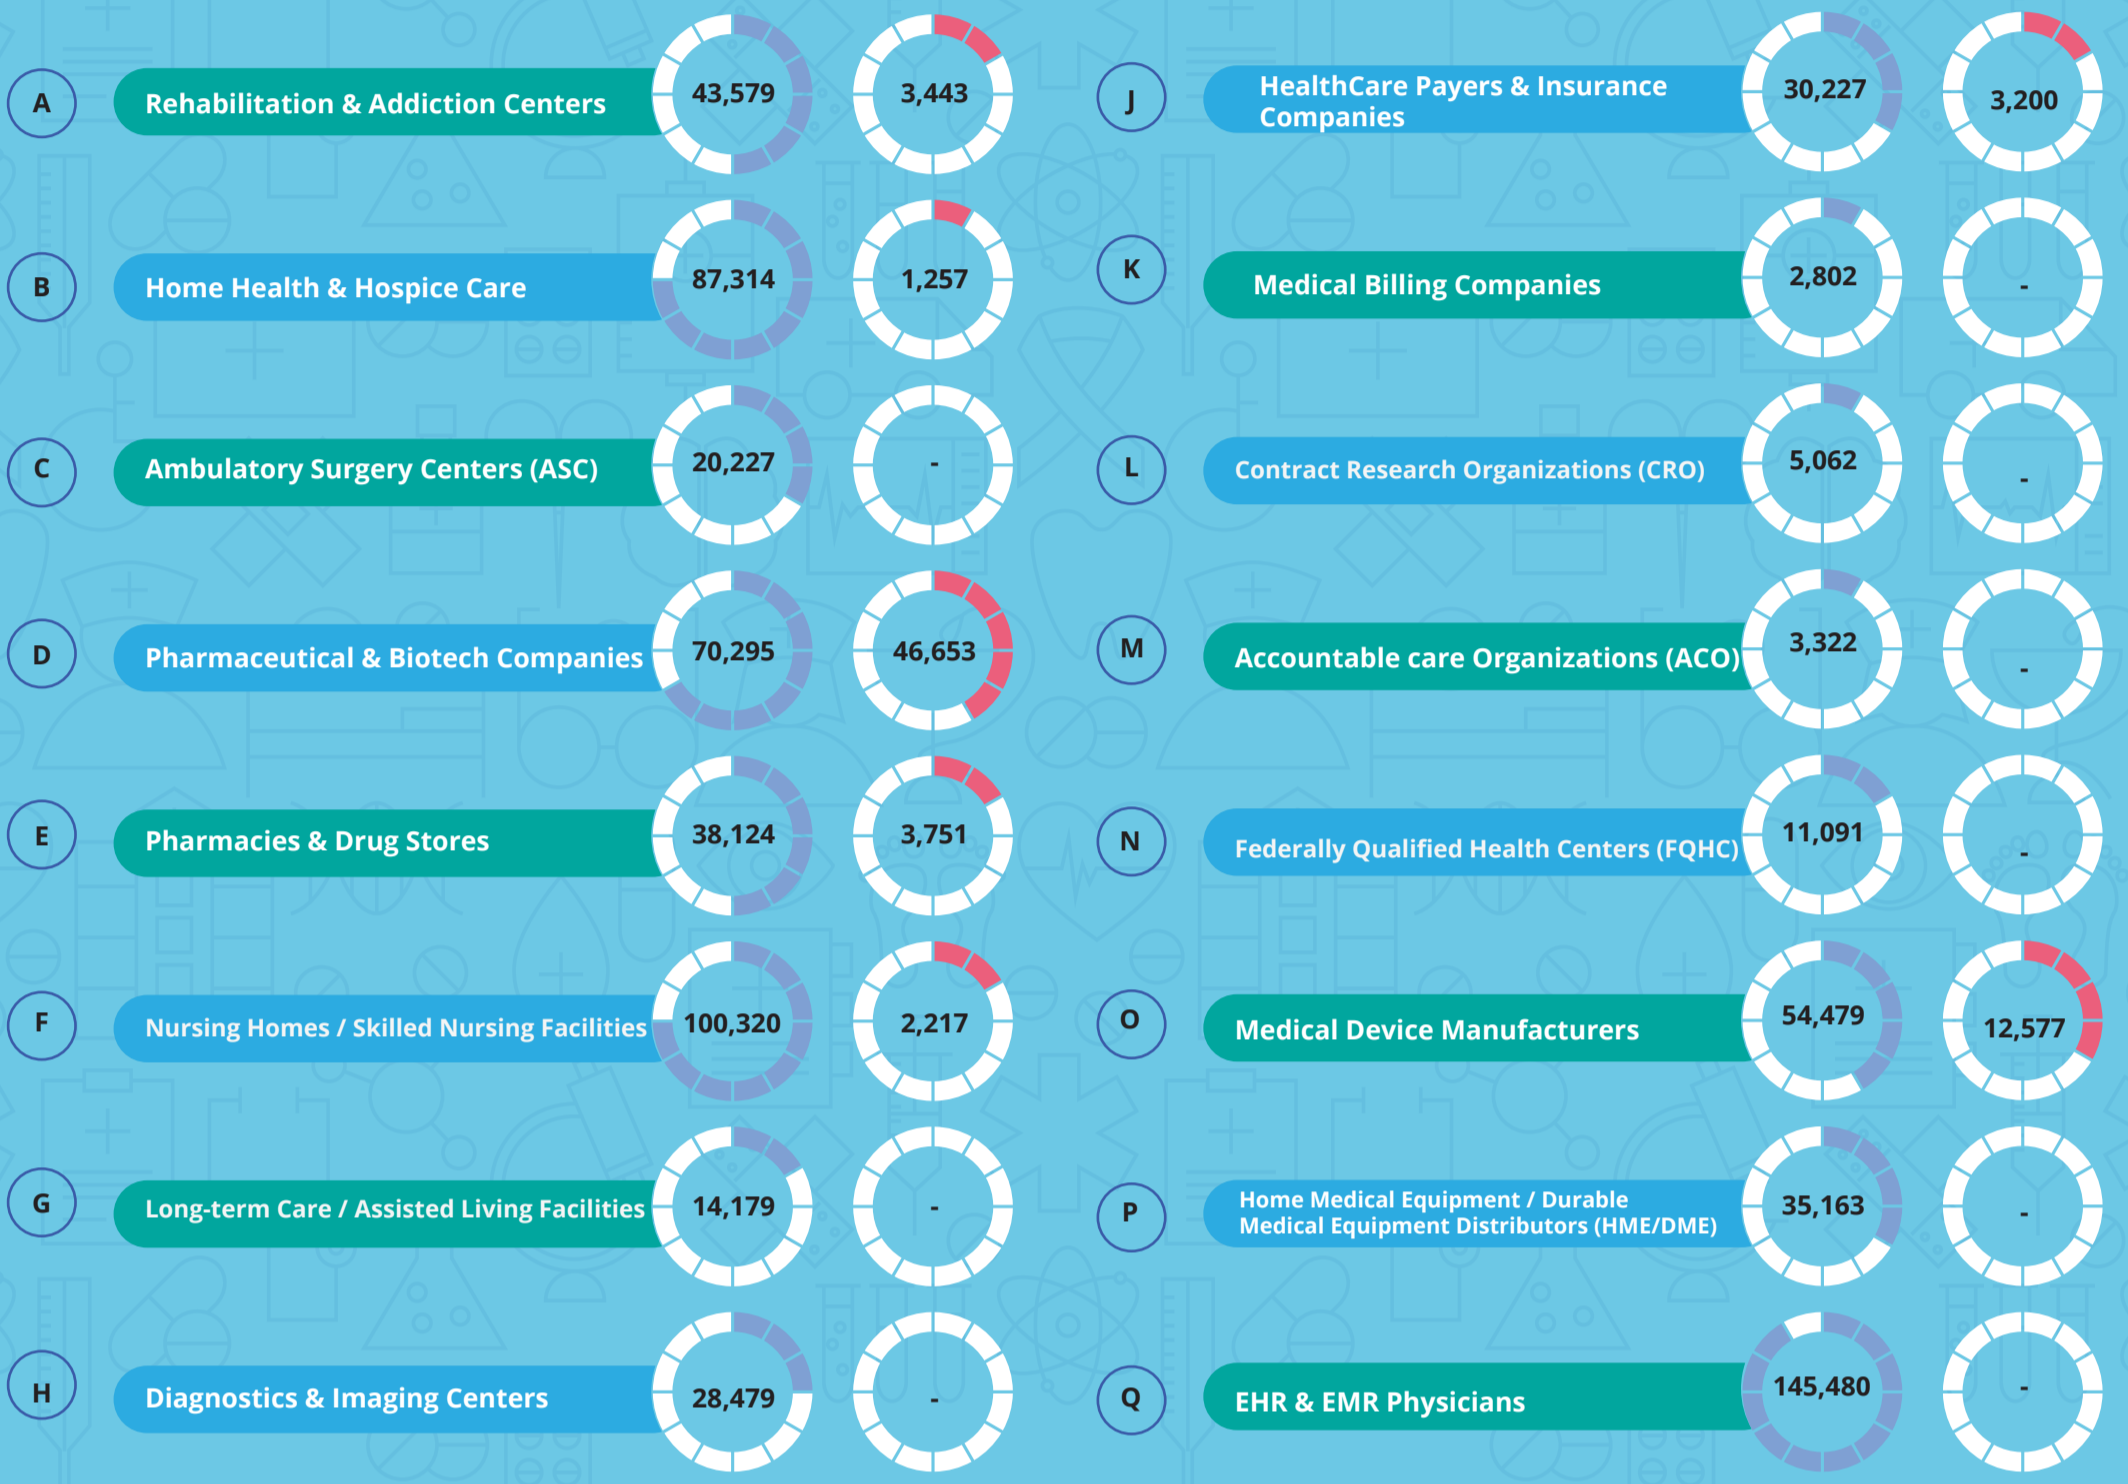 A
Rehabilitation & Addiction Centers
43,579
3,443
B
Home Health & Hospice Care
87,314
1,257
C
Ambulatory Surgery Centers (ASC)
20,227
-
D
Pharmaceutical & Biotech Companies
70,295
46,653
E
Pharmacies & Drug Stores
38,124
3,751
F
Nursing Homes / Skilled Nursing Facilities
100,320
2,217
G
Long-term Care / Assisted Living Facilities
14,179
-
H
Diagnostics & Imaging Centers
28,479
-
J
HealthCare Payers & Insurance
Companies
30,227
3,200
K
Medical Billing Companies
2,802
-
L
Contract Research Organizations (CRO)
5,062
-
M
Accountable care Organizations (ACO)
3,322
-
N
Federally Qualified Health Centers (FQHC)
11,091
-
O
Medical Device Manufacturers
54,479
12,577
P
Home Medical Equipment / Durable
Medical Equipment Distributors (HME/DME)
35,163
-
Q
EHR & EMR Physicians
145,480
-